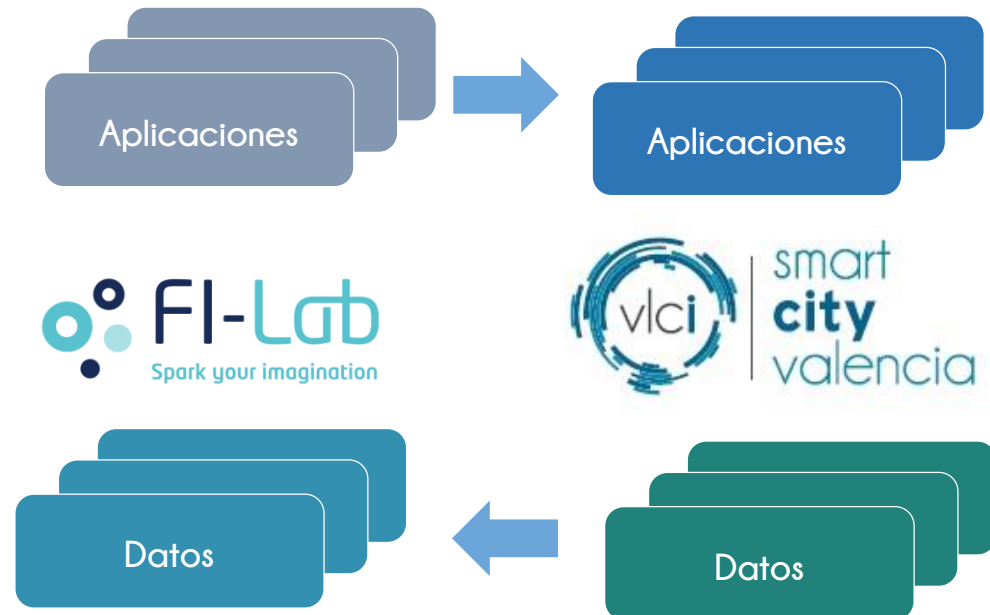 Aplicaciones
Aplicaciones
FI-Lab
Spark your imagination
vlci
smart
city
valencia
Datos
Datos